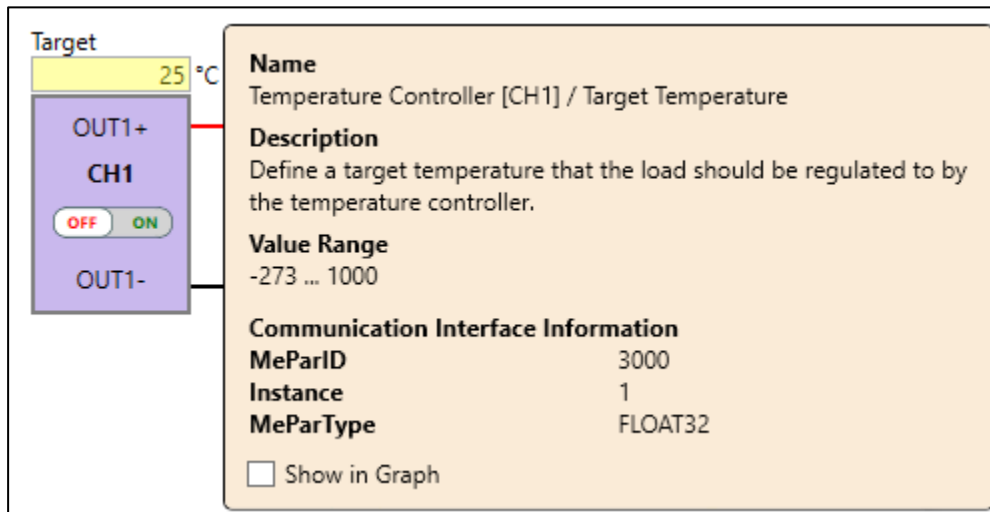 Target
25 °C
OUT1+
CH1
OFF ON
OUT1-
Name
Temperature Controller [CH1] / Target Temperature
Description
Define a target temperature that the load should be regulated to by
the temperature controller.
Value Range
-273 ... 1000
Communication Interface Information
MeParID 3000
Instance 1
MeParType FLOAT32
Show in Graph